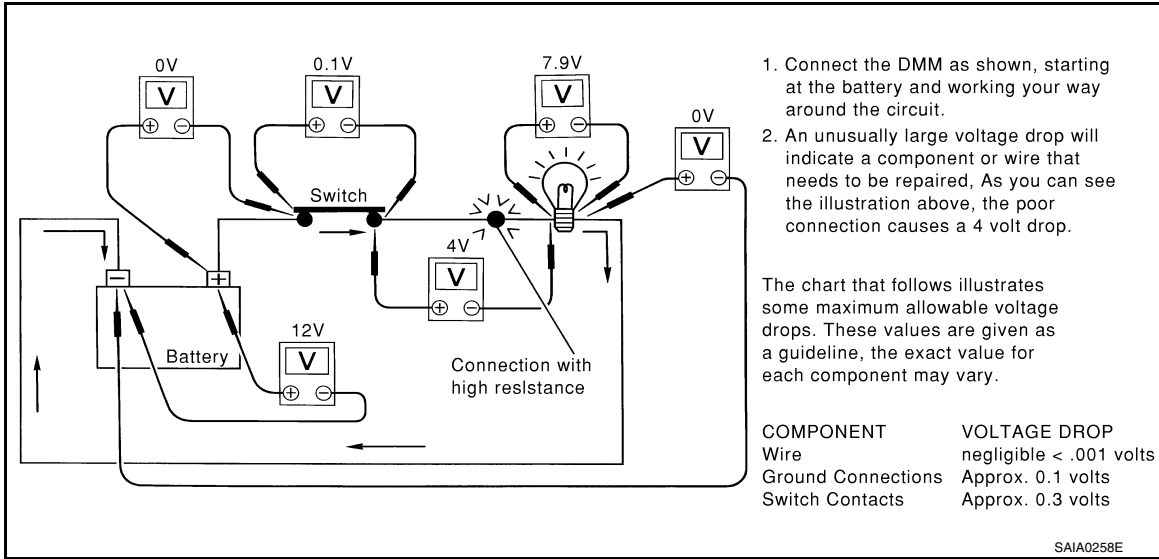 0V
0.1V
7.9V
0V
V
V
V
V
+ −
+ −
+ −
+ −
Switch
4V
V
+ −
− +
Battery
12V
V
+ −
Connection with
high reslstance
1. Connect the DMM as shown, starting
at the battery and working your way
around the circuit.
2. An unusually large voltage drop will
indicate a component or wire that
needs to be repaired, As you can see
the illustration above, the poor
connection causes a 4 volt drop.
The chart that follows illustrates
some maximum allowable voltage
drops. These values are given as
a guideline, the exact value for
each component may vary.
COMPONENT VOLTAGE DROP
Wire negligible < .001 volts
Ground Connections Approx. 0.1 volts
Switch Contacts Approx. 0.3 volts
SAIA0258E